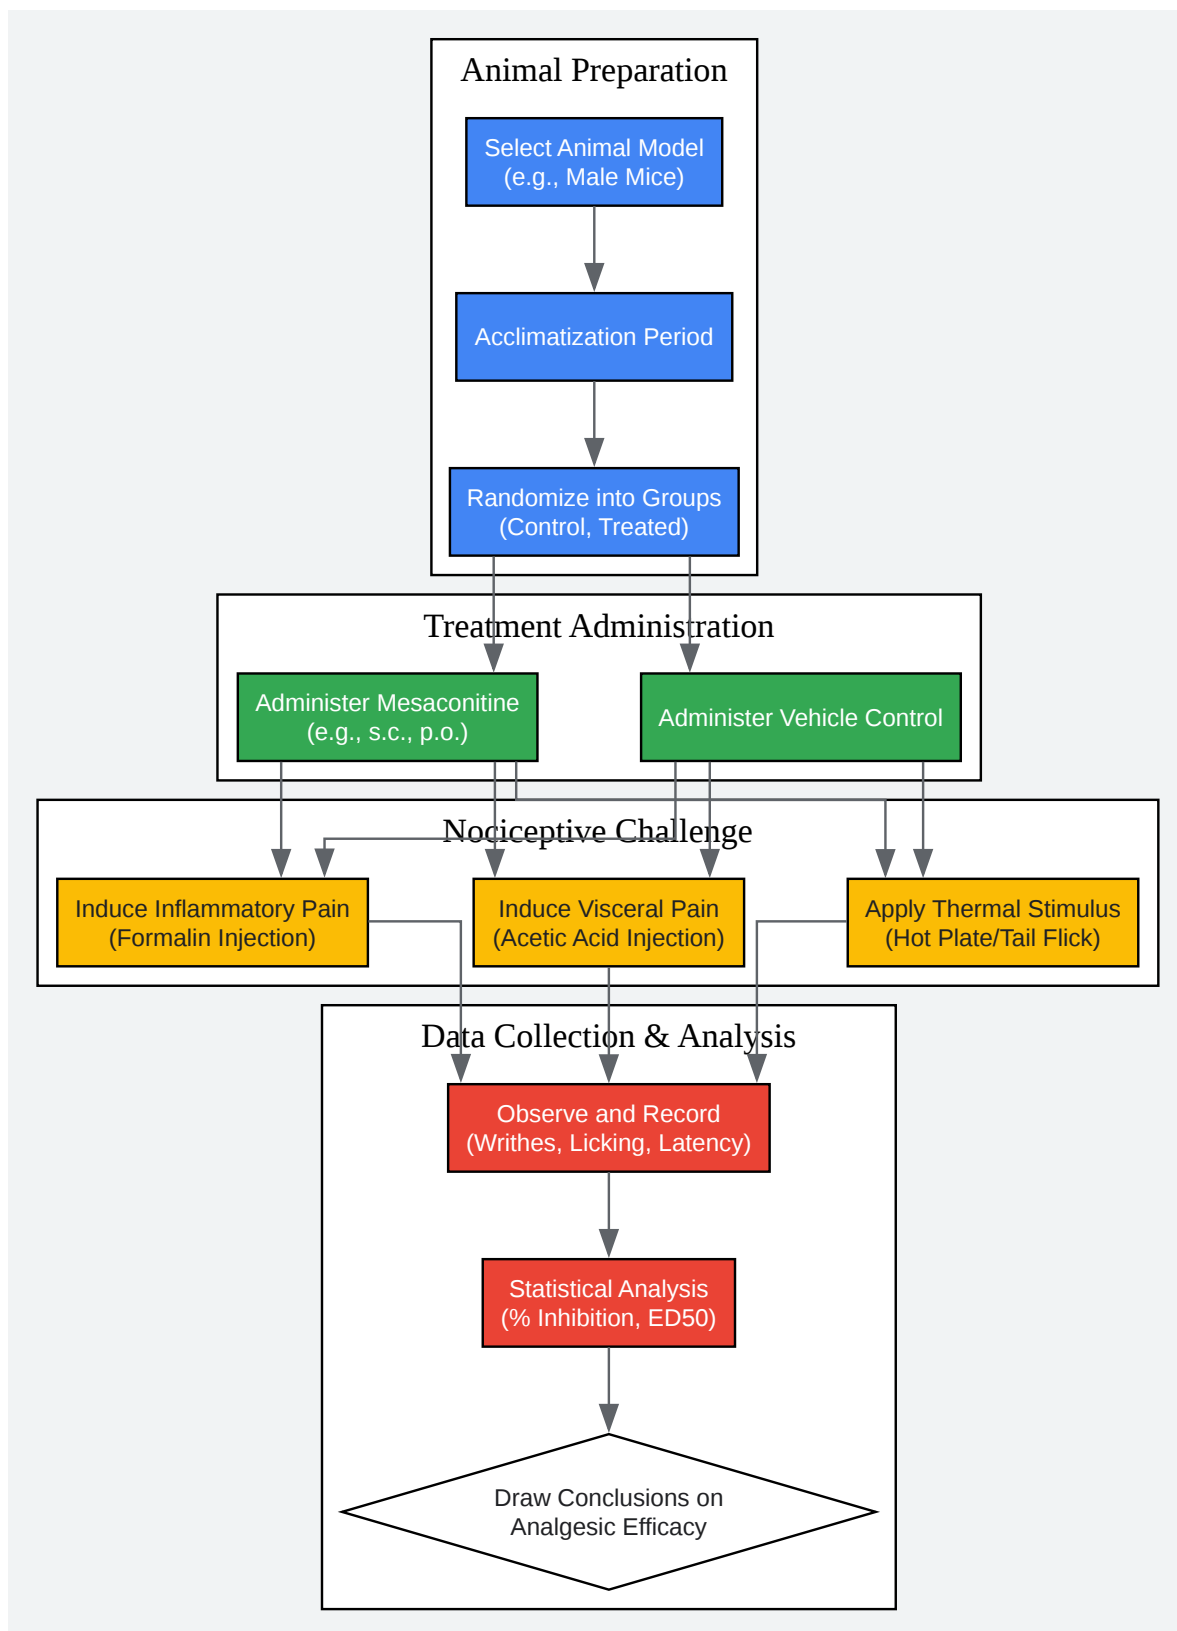 Animal Preparation
Select Animal Model
(e.g., Male Mice)
Acclimatization Period
Randomize into Groups
(Control, Treated)
Treatment Administration
Administer Mesaconitine
(e.g., s.c., p.o.)
Administer Vehicle Control
Nociceptive Challenge
Induce Inflammatory Pain
(Formalin Injection)
Induce Visceral Pain
(Acetic Acid Injection)
Apply Thermal Stimulus
(Hot Plate/Tail Flick)
Data Collection & Analysis
Observe and Record
(Writhes, Licking, Latency)
Statistical Analysis
(% Inhibition, ED50)
Draw Conclusions on
Analgesic Efficacy